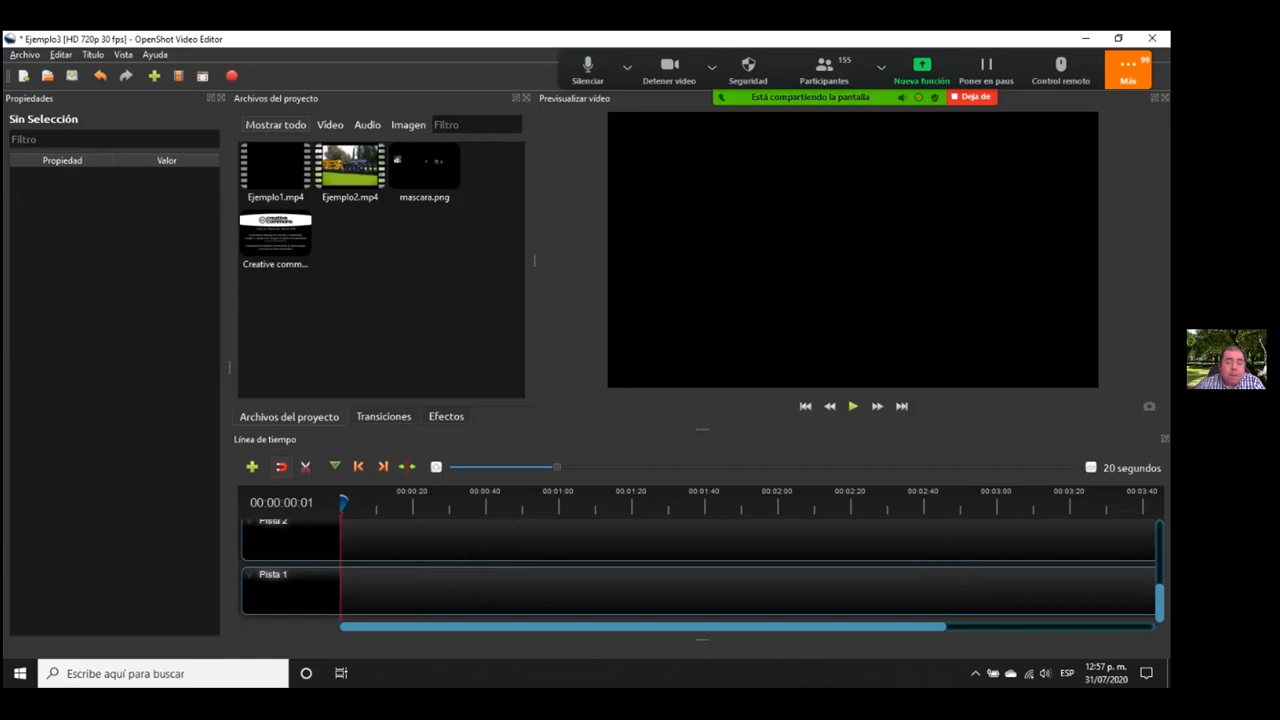 * Ejemplo3 [HD 720p 30 fps] - OpenShot Video Editor
Archivo Editar Título Vista Ayuda
Silenciar
Detener video
Seguridad
155
Participantes
Nueva función
Poner en paus
Control remoto
99
Más
Está compartiendo la pantalla
Deja de
Propiedades
Archivos del proyecto
Previsualizar vídeo
Sin Selección
Filtro
Propiedad Valor
Mostrar todo Vídeo Audio Imagen Filtro
Ejemplo1.mp4 Ejemplo2.mp4 mascara.png
creative commons
Creative comm...
Archivos del proyecto Transiciones Efectos
Línea de tiempo
20 segundos
00:00:00:01
00:00:20 00:00:40 00:01:00 00:01:20 00:01:40 00:02:00 00:02:20 00:02:40 00:03:00 00:03:20 00:03:40
Pista 2
Pista 1
Escribe aquí para buscar
ESP
12:57 p. m.
31/07/2020